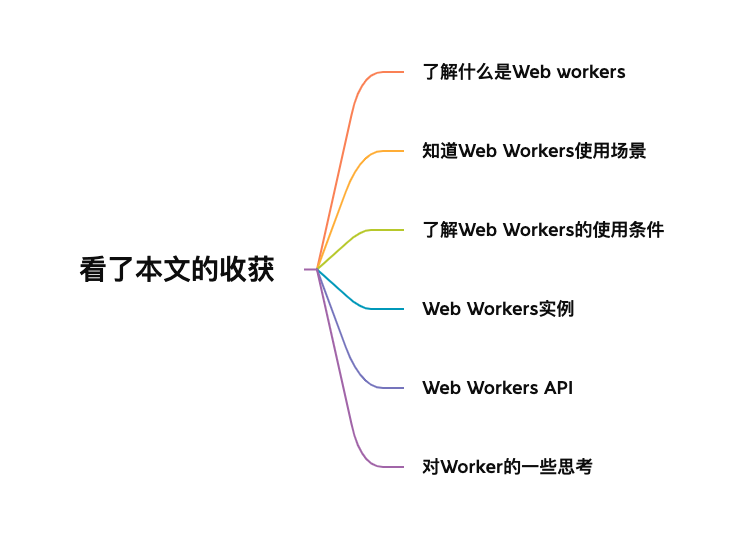 看了本文的收获
了解什么是Web workers
知道Web Workers使用场景
了解Web Workers的使用条件
Web Workers实例
Web Workers API
对Worker的一些思考